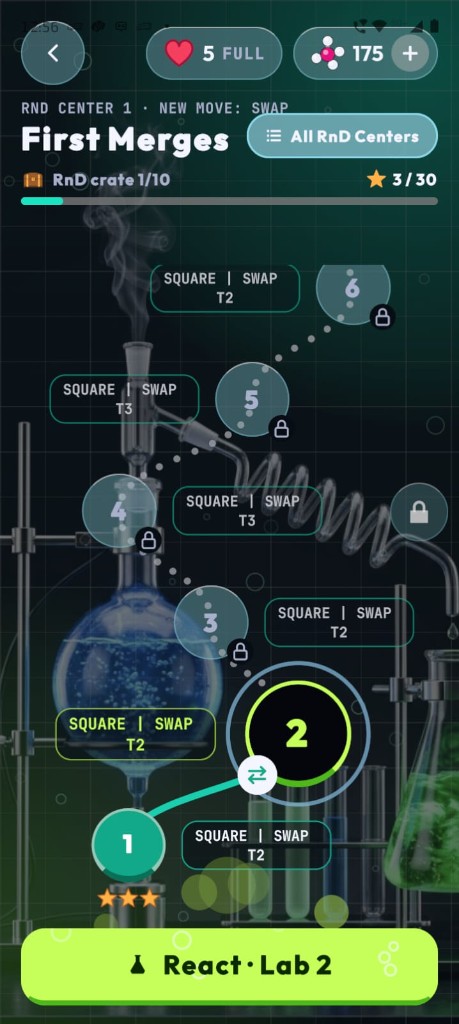 12:56
5 FULL
175 +
RND CENTER 1 · NEW MOVE: SWAP
First Merges
All RnD Centers
RnD crate 1/10
3 / 30
SQUARE | SWAP
T2
6
SQUARE | SWAP
T3
5
4
SQUARE | SWAP
T3
3
SQUARE | SWAP
T2
SQUARE | SWAP
T2
2
1
SQUARE | SWAP
T2
React · Lab 2